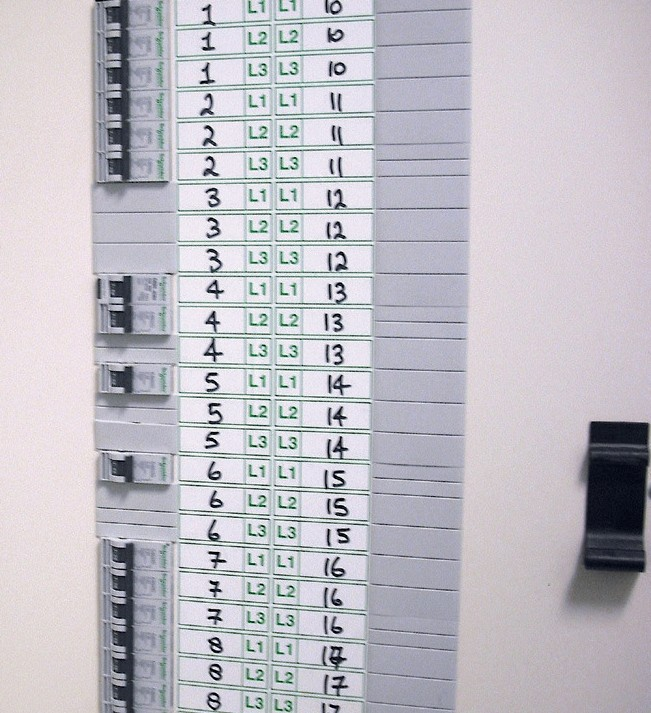 1 L1 L1 10
1 L2 L2 10
1 L3 L3 10
2 L1 L1 11
2 L2 L2 11
2 L3 L3 11
3 L1 L1 12
3 L2 L2 12
3 L3 L3 12
4 L1 L1 13
4 L2 L2 13
4 L3 L3 13
5 L1 L1 14
5 L2 L2 14
5 L3 L3 14
6 L1 L1 15
6 L2 L2 15
6 L3 L3 15
7 L1 L1 16
7 L2 L2 16
7 L3 L3 16
8 L1 L1 17
8 L2 L2 17
8 L3 L3 17